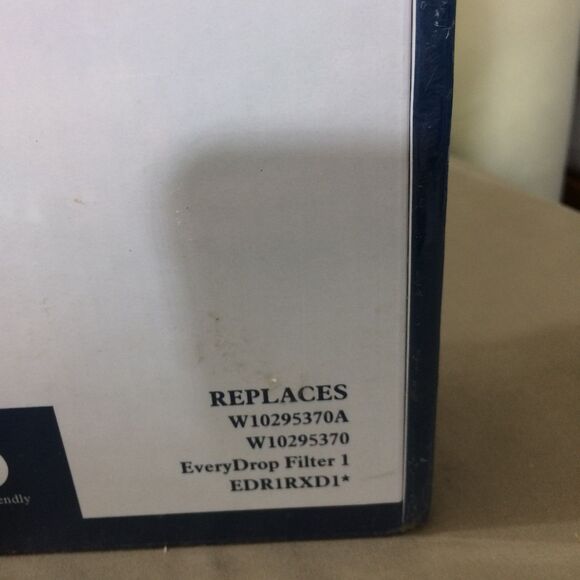 REPLACES
W10295370A
W10295370
EveryDrop Filter 1
EDR1RXD1*